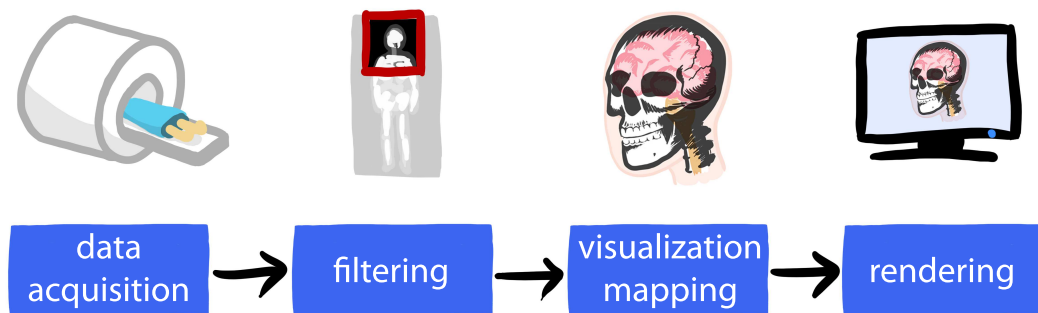 data
acquisition
filtering
visualization
mapping
rendering